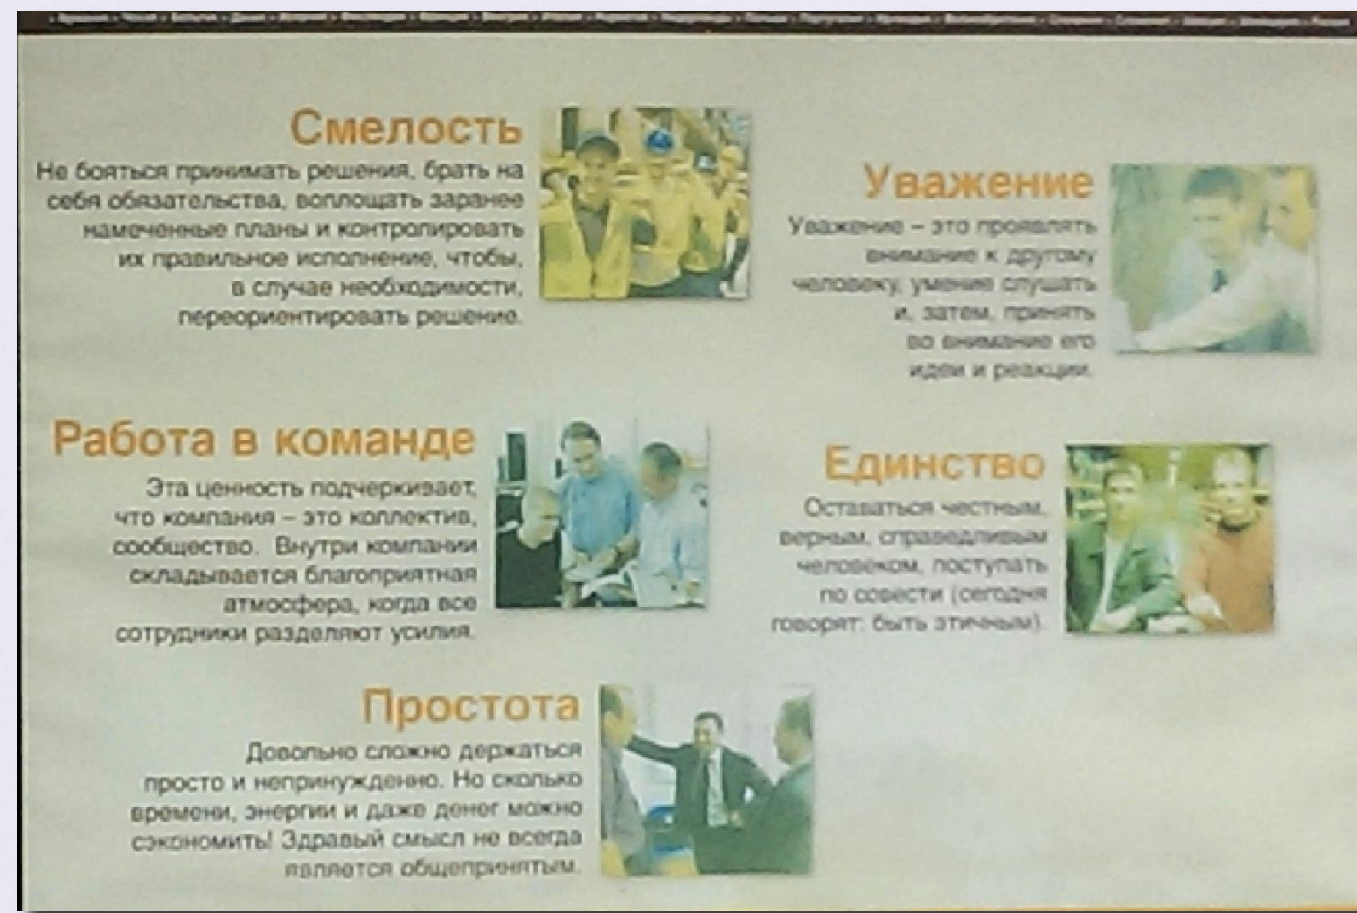 Смелость
Не бояться принимать решения, брать на
себя обязательства, воплощать заранее
намеченные планы и контролировать
их правильное исполнение, чтобы,
в случае необходимости,
переориентировать решение.
Уважение
Уважение – это проявлять
внимание к другому
человеку, умение слушать
и, затем, принять
во внимание его
идеи и реакции.
Работа в команде
Эта ценность подчеркивает,
что компания – это коллектив,
сообщество. Внутри компании
складывается благоприятная
атмосфера, когда все
сотрудники разделяют усилия.
Единство
Оставаться честным,
верным, справедливым
человеком, поступать
по совести (сегодня
говорят: быть этичным).
Простота
Довольно сложно держаться
просто и непринужденно. Но сколько
времени, энергии и даже денег можно
сэкономить! Здравый смысл не всегда
является общепринятым.